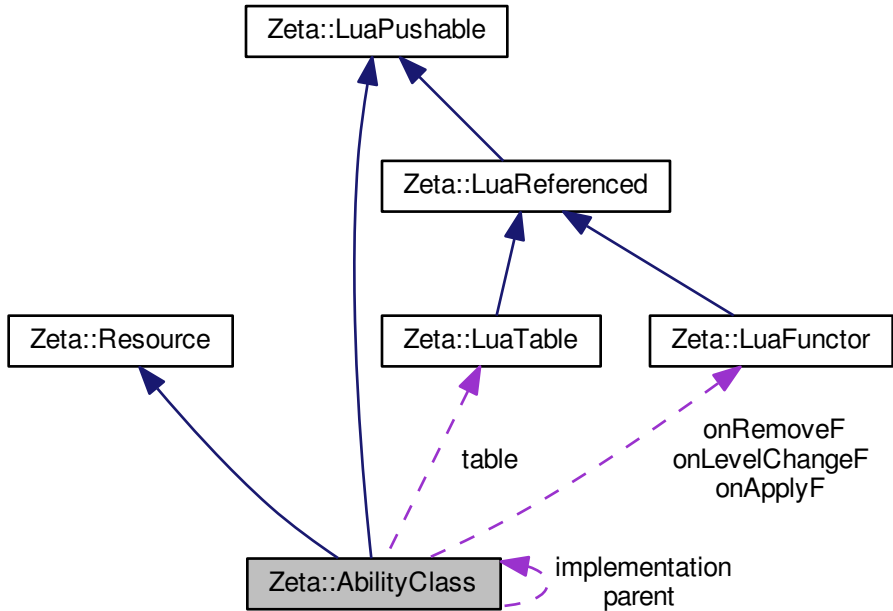 Zeta::LuaPushable
Zeta::LuaReferenced
Zeta::Resource
Zeta::LuaTable
Zeta::LuaFunctor
table
onRemoveF
onLevelChangeF
onApplyF
Zeta::AbilityClass
implementation
parent